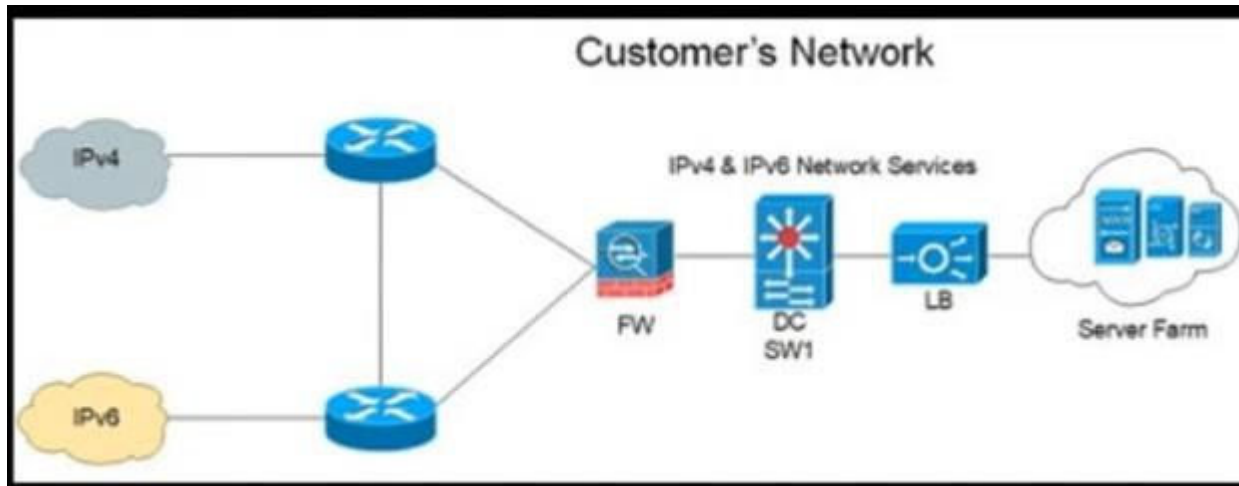 Customer's Network
IPv4
IPv4 & IPv6 Network Services
FW
DC
SW1
LB
Server Farm
IPv6